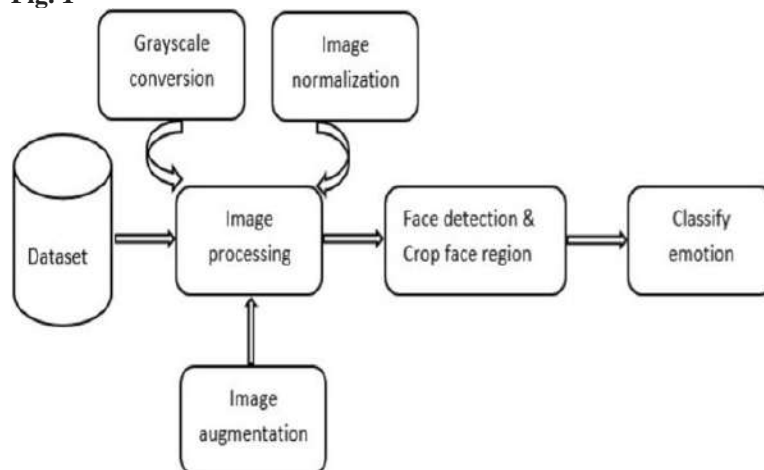 Fig. 1
Grayscale
conversion
Image
normalization
Dataset
Image
processing
Face detection &
Crop face region
Classify
emotion
Image
augmentation